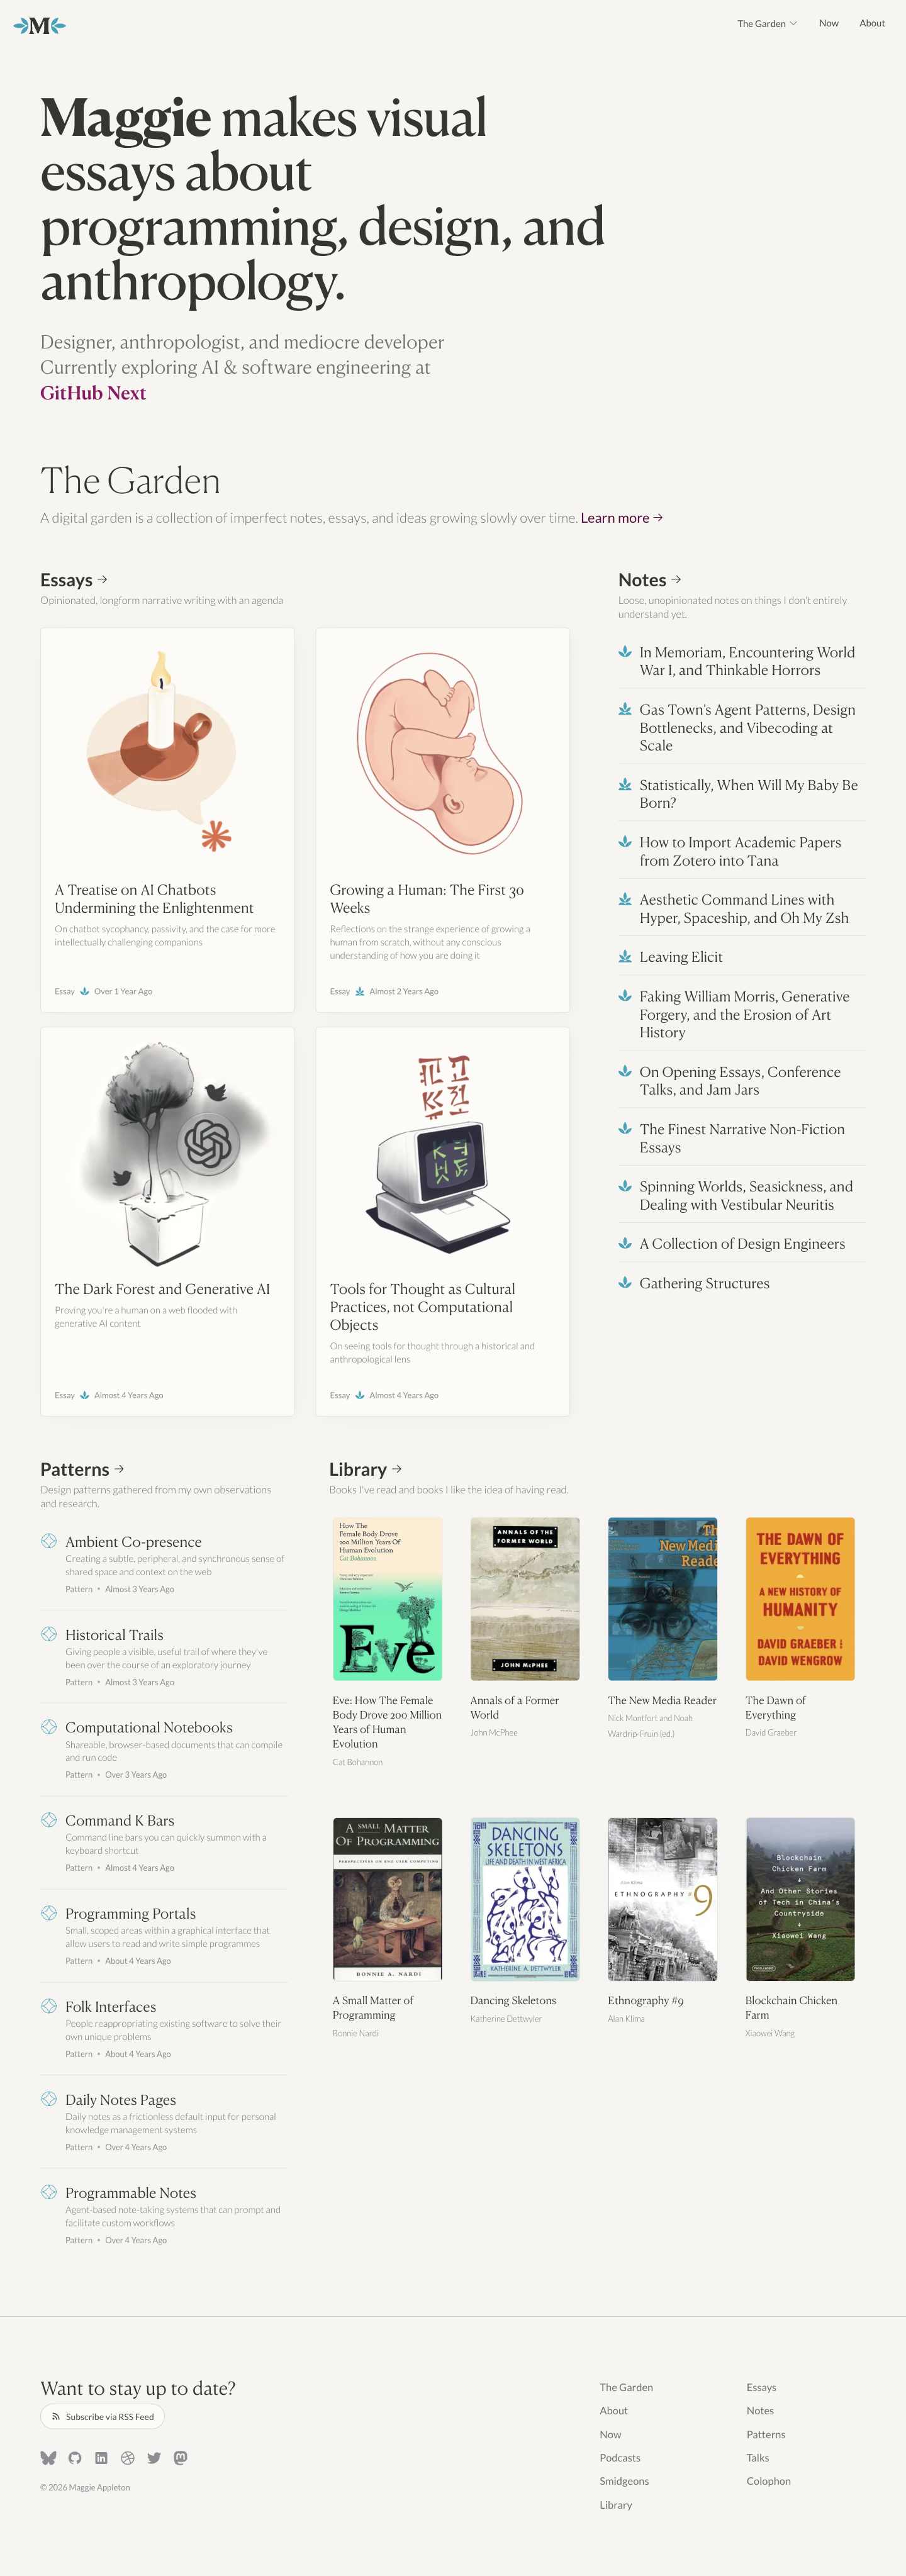 M
The Garden
Now
About
Maggie makes visual
essays about
programming, design, and
anthropology.
Designer, anthropologist, and mediocre developer
Currently exploring AI & software engineering at
GitHub Next
The Garden
A digital garden is a collection of imperfect notes, essays, and ideas growing slowly over time. Learn more →
Essays →
Opinionated, longform narrative writing with an agenda
A Treatise on AI Chatbots
Undermining the Enlightenment
On chatbot sycophancy, passivity, and the case for more
intellectually challenging companions
Essay Over 1 Year Ago
Growing a Human: The First 30
Weeks
Reflections on the strange experience of growing a
human from scratch, without any conscious
understanding of how you are doing it
Essay Almost 2 Years Ago
The Dark Forest and Generative AI
Proving you're a human on a web flooded with
generative AI content
Essay Almost 4 Years Ago
Tools for Thought as Cultural
Practices, not Computational
Objects
On seeing tools for thought through a historical and
anthropological lens
Essay Almost 4 Years Ago
Notes →
Loose, unopinionated notes on things I don't entirely
understand yet.
In Memoriam, Encountering World
War I, and Thinkable Horrors
Gas Town's Agent Patterns, Design
Bottlenecks, and Vibecoding at
Scale
Statistically, When Will My Baby Be
Born?
How to Import Academic Papers
from Zotero into Tana
Aesthetic Command Lines with
Hyper, Spaceship, and Oh My Zsh
Leaving Elicit
Faking William Morris, Generative
Forgery, and the Erosion of Art
History
On Opening Essays, Conference
Talks, and Jam Jars
The Finest Narrative Non-Fiction
Essays
Spinning Worlds, Seasickness, and
Dealing with Vestibular Neuritis
A Collection of Design Engineers
Gathering Structures
Patterns →
Design patterns gathered from my own observations
and research.
Ambient Co-presence
Creating a subtle, peripheral, and synchronous sense of
shared space and context on the web
Pattern • Almost 3 Years Ago
Historical Trails
Giving people a visible, useful trail of where they've
been over the course of an exploratory journey
Pattern • Almost 3 Years Ago
Computational Notebooks
Shareable, browser-based documents that can compile
and run code
Pattern • Over 3 Years Ago
Command K Bars
Command line bars you can quickly summon with a
keyboard shortcut
Pattern • Almost 4 Years Ago
Programming Portals
Small, scoped areas within a graphical interface that
allow users to read and write simple programmes
Pattern • About 4 Years Ago
Folk Interfaces
People reappropriating existing software to solve their
own unique problems
Pattern • About 4 Years Ago
Daily Notes Pages
Daily notes as a frictionless default input for personal
knowledge management systems
Pattern • Over 4 Years Ago
Programmable Notes
Agent-based note-taking systems that can prompt and
facilitate custom workflows
Pattern • Over 4 Years Ago
Library →
Books I've read and books I like the idea of having read.
How The
Female Body Drove
200 Million Years Of
Human Evolution
Cat Bohannon
Eve
Eve: How The Female
Body Drove 200 Million
Years of Human
Evolution
Cat Bohannon
ANNALS OF THE
FORMER WORLD
JOHN McPHEE
Annals of a Former
World
John McPhee
The
New Media
Reade
The New Media Reader
Nick Montfort and Noah
Wardrip-Fruin (ed.)
THE DAWN OF
EVERYTHING
A NEW HISTORY OF
HUMANITY
DAVID GRAEBER
DAVID WENGROW
The Dawn of
Everything
David Graeber
A SMALL MATTER
OF PROGRAMMING
PERSPECTIVES ON END USER COMPUTING
BONNIE A. NARDI
A Small Matter of
Programming
Bonnie Nardi
DANCING
SKELETONS
LIFE AND DEATH IN WEST AFRICA
KATHERINE A. DETTWYLER
Dancing Skeletons
Katherine Dettwyler
ALAN KLIMA
ETHNOGRAPHY #9
Ethnography #9
Alan Klima
Blockchain
Chicken Farm
And Other Stories
of Tech in China's
Countryside
Xiaowei Wang
Blockchain Chicken
Farm
Xiaowei Wang
Want to stay up to date?
Subscribe via RSS Feed
© 2026 Maggie Appleton
The Garden
About
Now
Podcasts
Smidgeons
Library
Essays
Notes
Patterns
Talks
Colophon